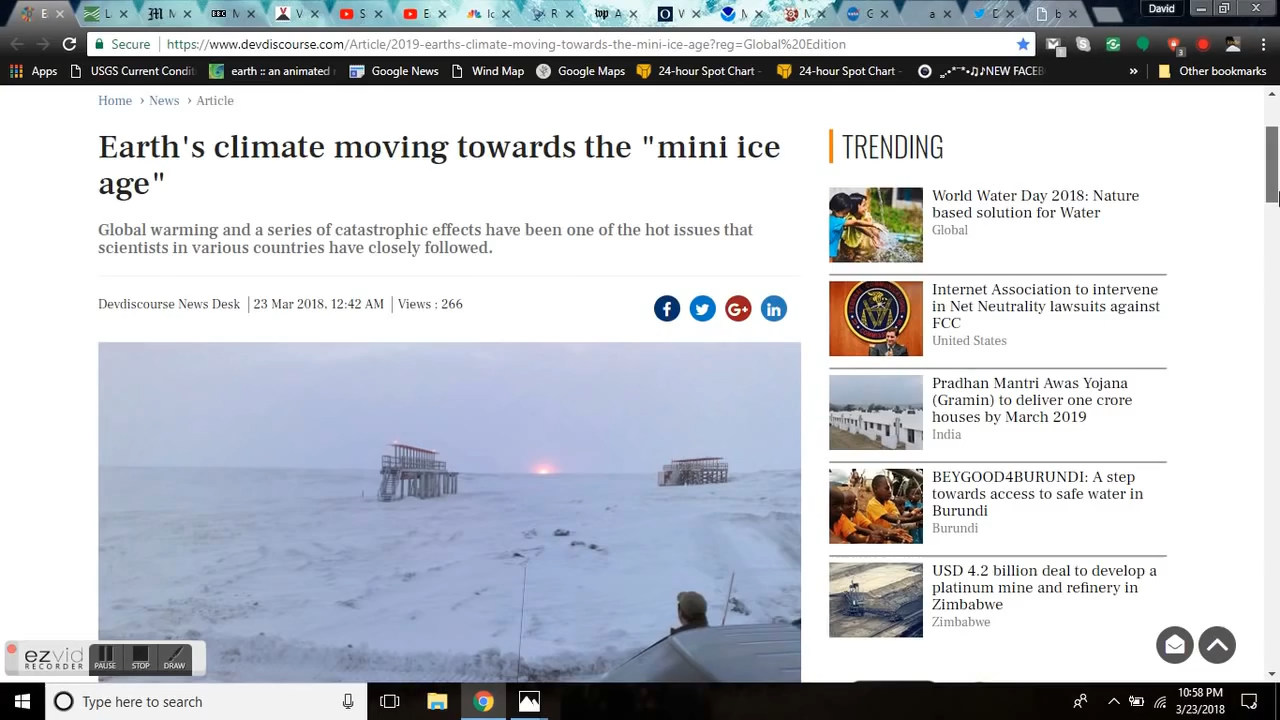 David
Secure
https://www.devdiscourse.com/Article/2019-earths-climate-moving-towards-the-mini-ice-age?reg=Global%20Edition
Apps
USGS Current Condit
earth :: an animated
Google News
Wind Map
Google Maps
24-hour Spot Chart -
24-hour Spot Chart -
♪NEW FACEB
»
Other bookmarks
Home › News › Article
Earth's climate moving towards the "mini ice
age"
Global warming and a series of catastrophic effects have been one of the hot issues that
scientists in various countries have closely followed.
Devdiscourse News Desk | 23 Mar 2018, 12:42 AM | Views : 266
TRENDING
World Water Day 2018: Nature
based solution for Water
Global
Internet Association to intervene
in Net Neutrality lawsuits against
FCC
United States
Pradhan Mantri Awas Yojana
(Gramin) to deliver one crore
houses by March 2019
India
BEYGOOD4BURUNDI: A step
towards access to safe water in
Burundi
Burundi
USD 4.2 billion deal to develop a
platinum mine and refinery in
Zimbabwe
Zimbabwe
ezvid
RECORDER
PAUSE
STOP
DRAW
Type here to search
10:58 PM
3/23/2018